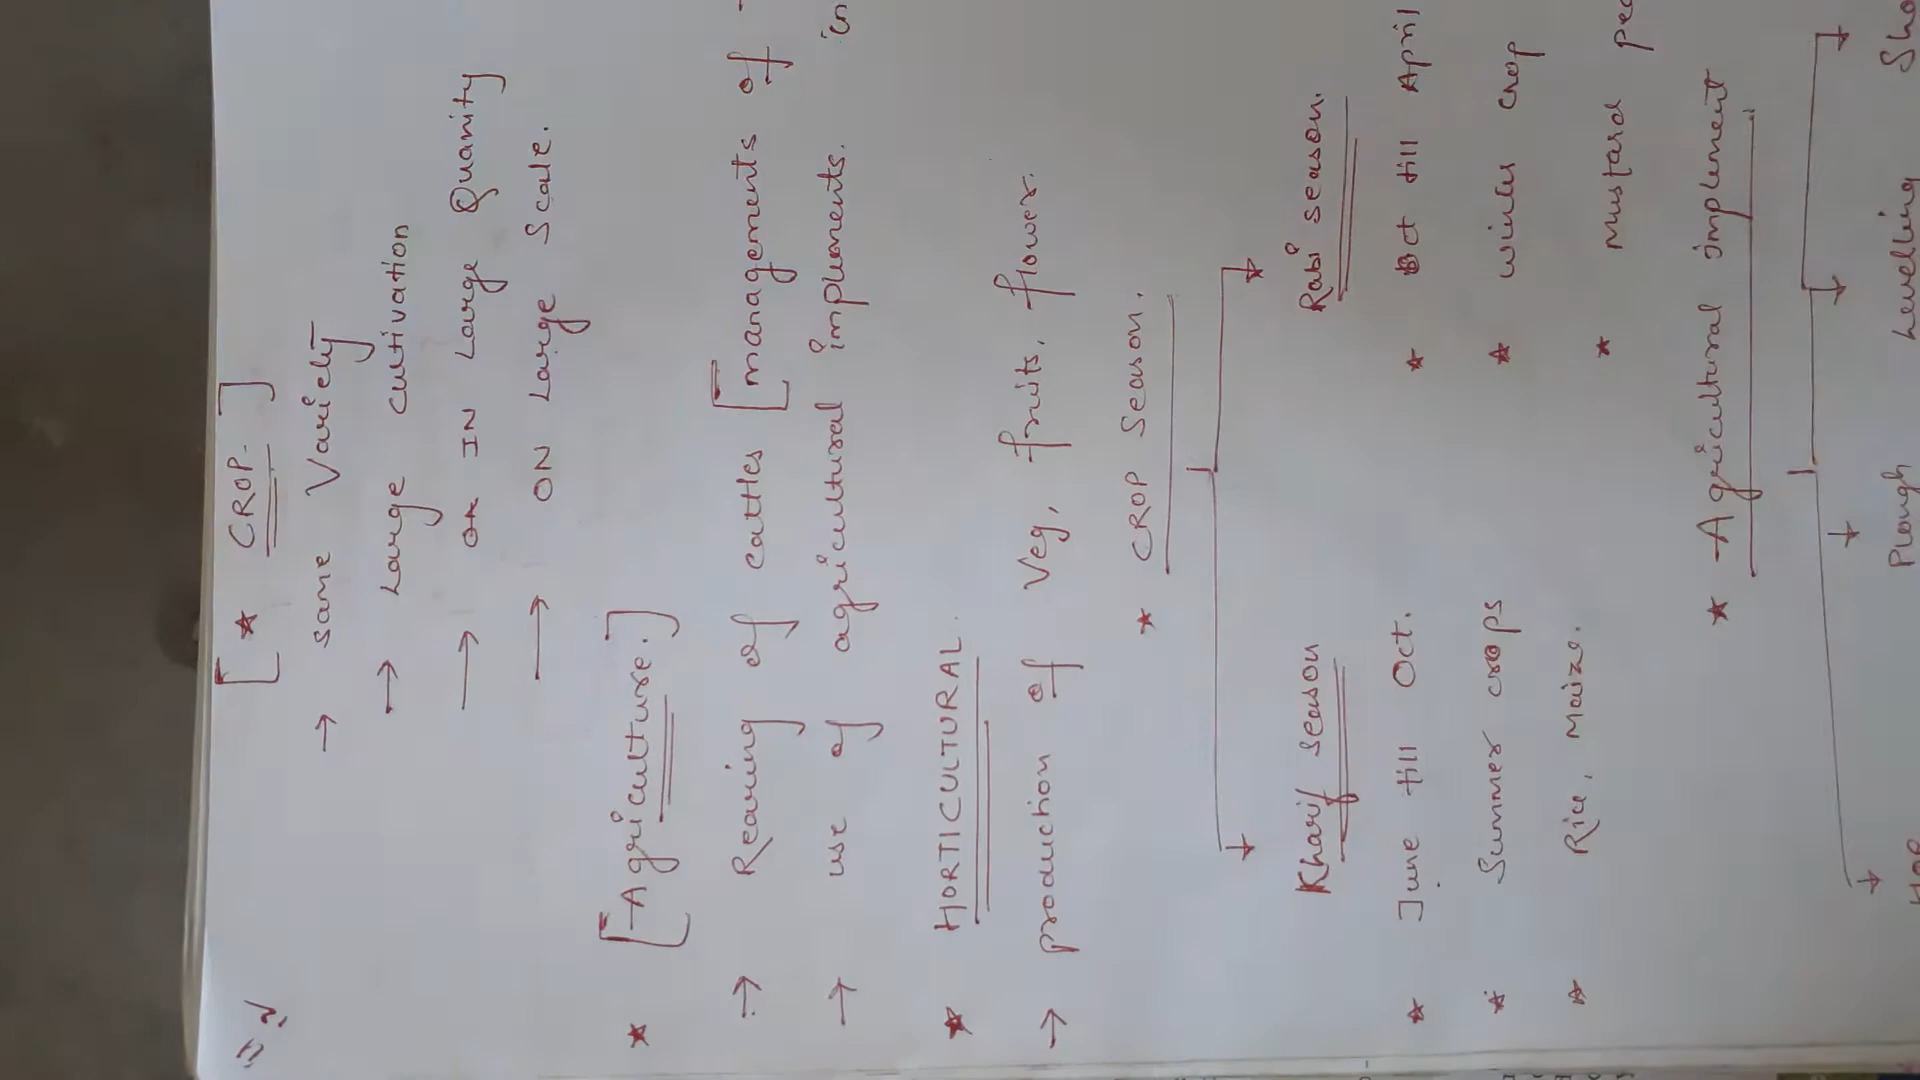 [★ CROP.]
→ same Variety
→ Large cultivation
→ IN Large Quanity
→ ON Large Scale.
★ [Agriculture.]
→ Rearing of cattles [managements of
→ use of agricultural implements. in
★ HORTICULTURAL.
→ production of Veg, fruits, flower.
★ CROP Season.
Kharif season Rabi season.
★ June till Oct. ★ Oct till April
★ Summer crops ★ winter crop
★ Rice, Maize. ★ Mustard
★ Agricultural implement
Plough Levelling